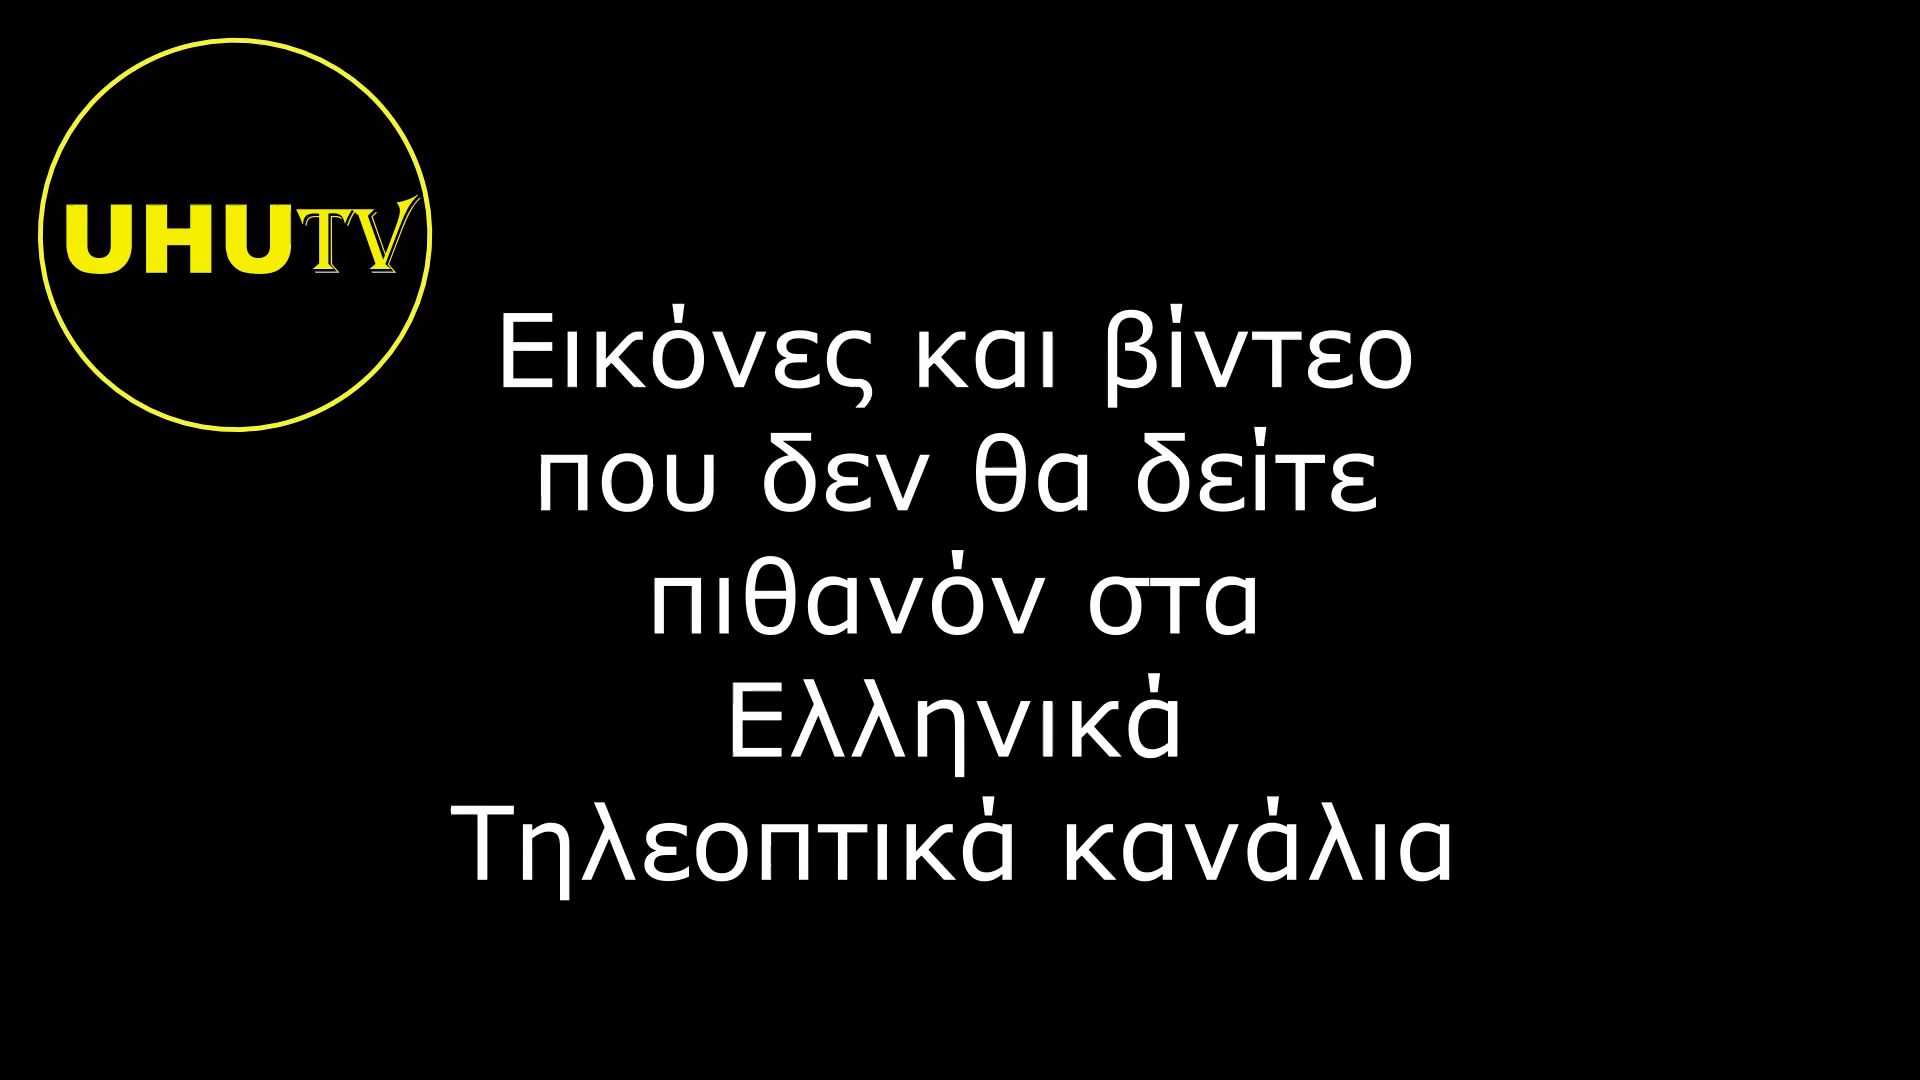 UHUTV
Εικόνες και βίντεο
που δεν θα δείτε
πιθανόν στα
Ελληνικά
Τηλεοπτικά κανάλια